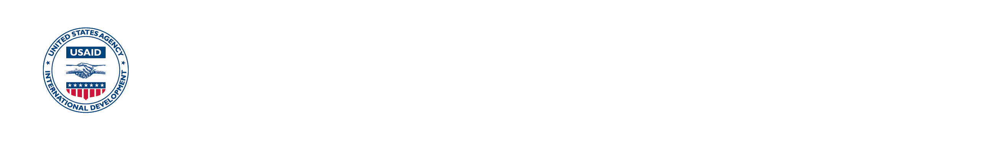 UNITED STATES AGENCY
USAID
INTERNATIONAL DEVELOPMENT